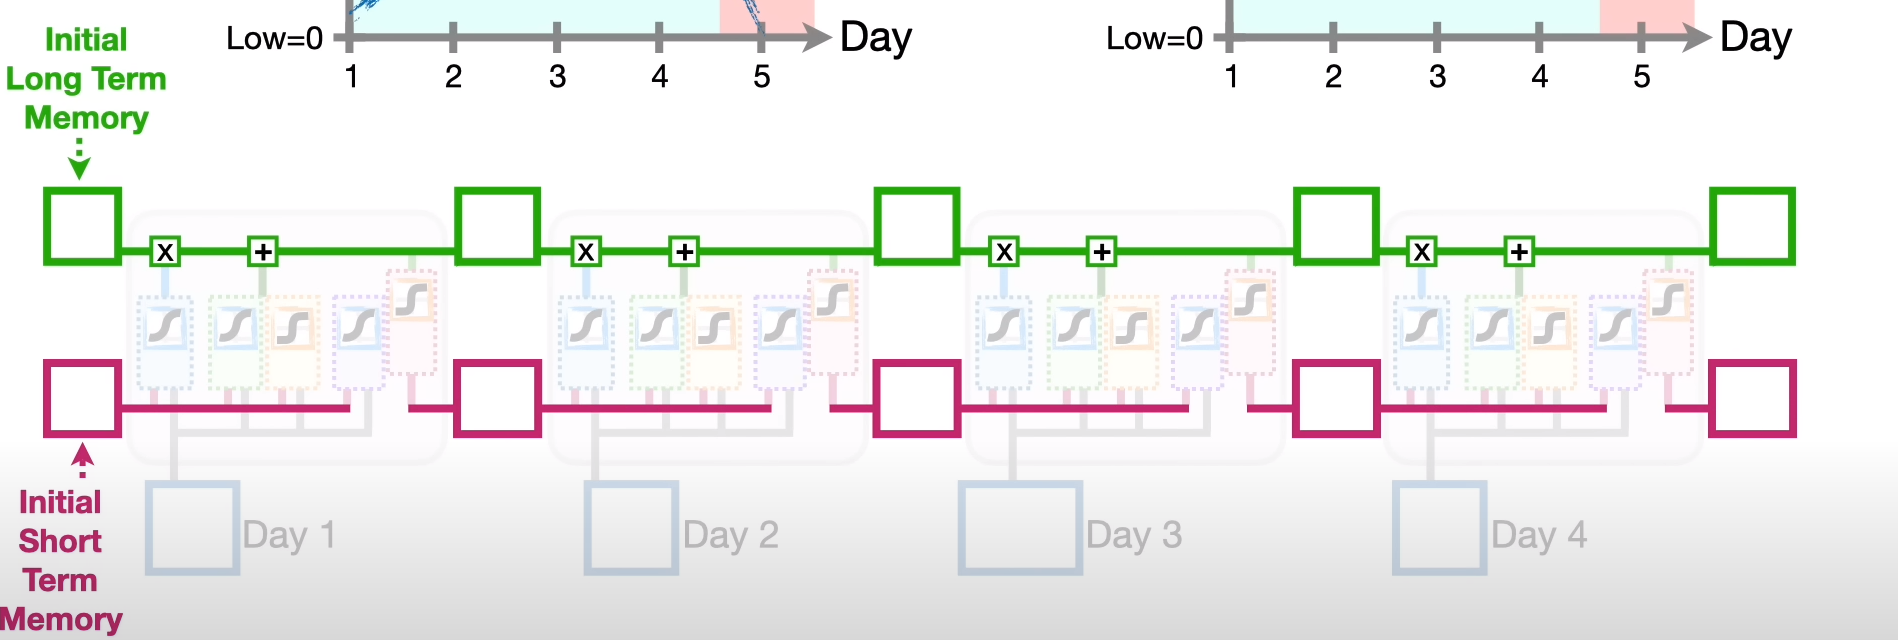 Low=0
Day
1 2 3 4 5
Low=0
Day
1 2 3 4 5
Initial
Long Term
Memory
x + x + x + x +
Day 1
Day 2
Day 3
Day 4
Initial
Short
Term
Memory